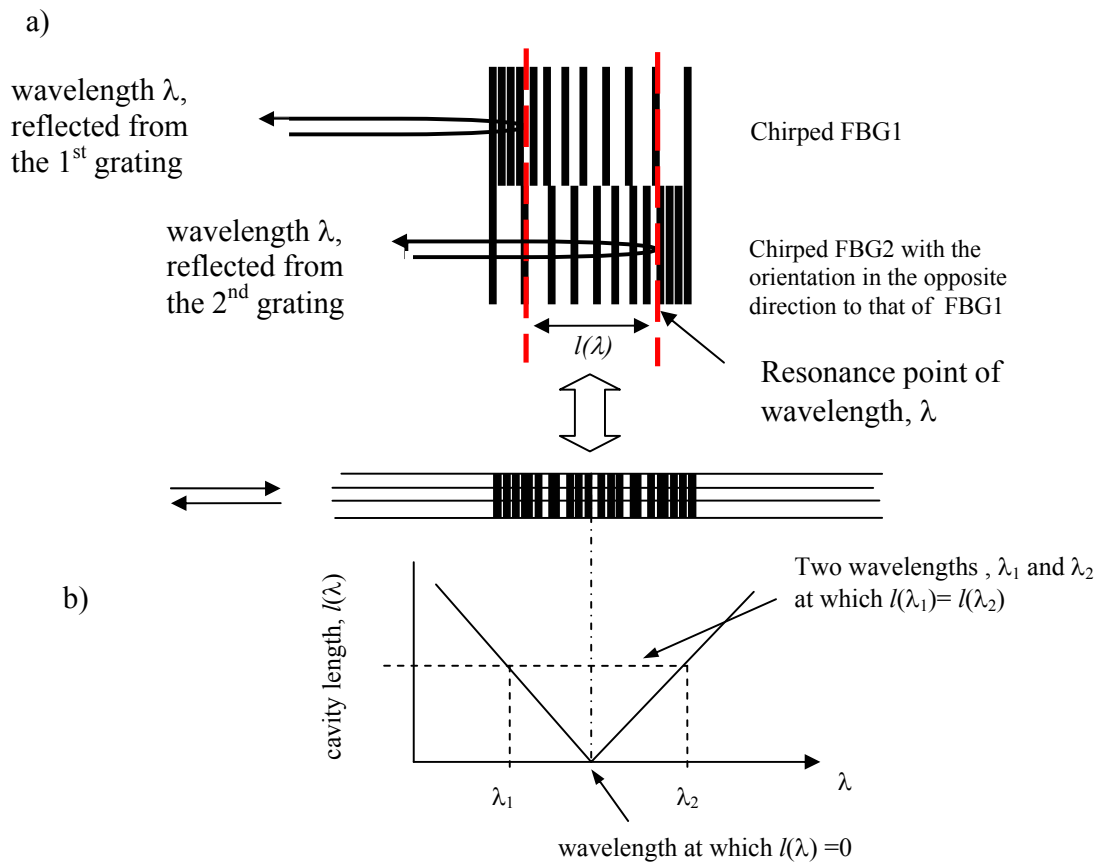 a)
wavelength λ,
reflected from
the 1st grating
Chirped FBG1
wavelength λ,
reflected from
the 2nd grating
Chirped FBG2 with the
orientation in the opposite
direction to that of FBG1
l(λ)
Resonance point of
wavelength, λ
b)
Two wavelengths , λ1 and λ2
at which l(λ1)= l(λ2)
cavity length, l(λ)
λ1
λ2
λ
wavelength at which l(λ) =0